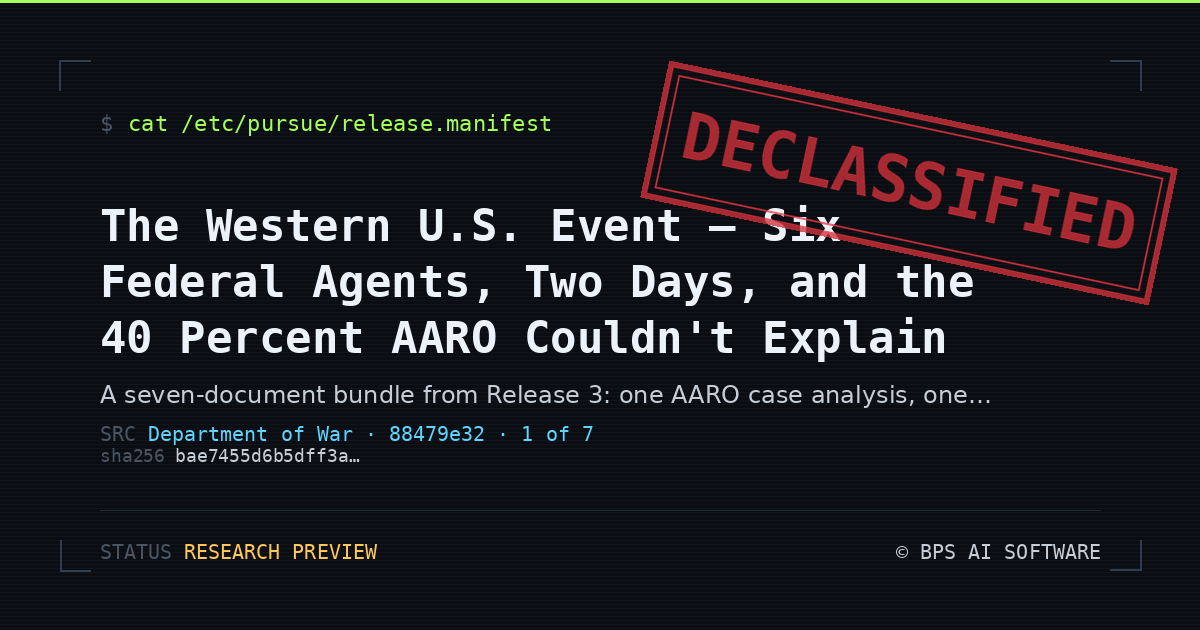 $ cat /etc/pursue/release.manifest
DECLASSIFIED
The Western U.S. Event — Six
Federal Agents, Two Days, and the
40 Percent AARO Couldn't Explain
A seven-document bundle from Release 3: one AARO case analysis, one…
SRC Department of War · 88479e32 · 1 of 7
sha256 bae7455d6b5dff3a…
STATUS RESEARCH PREVIEW
© BPS AI SOFTWARE